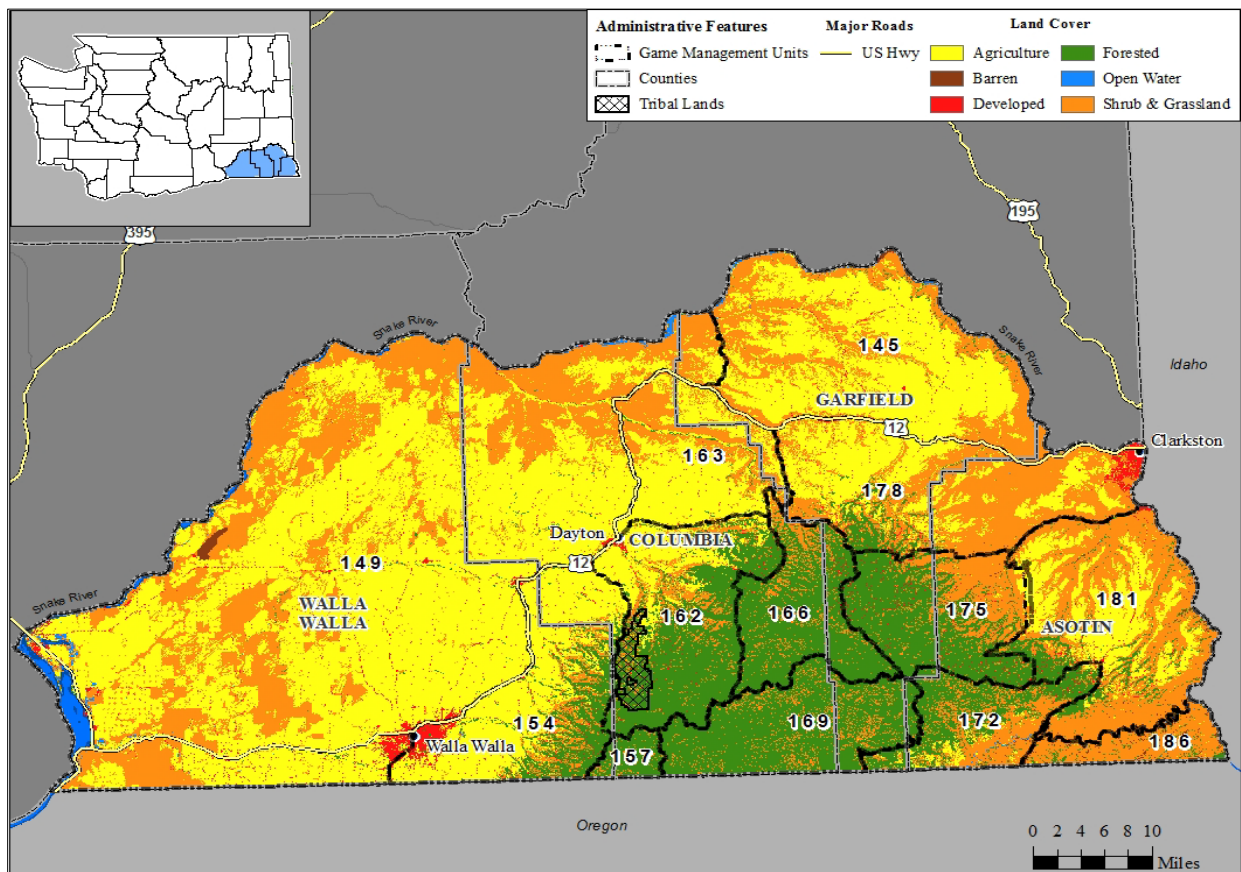 Administrative Features
Game Management Units
Counties
Tribal Lands
Major Roads
US Hwy
Land Cover
Agriculture
Barren
Developed
Forested
Open Water
Shrub & Grassland
395
195
Snake River
Snake River
Idaho
145
GARFIELD
12
Clarkston
163
178
Dayton
COLUMBIA
12
149
WALLA
WALLA
Snake River
162
166
175
181
ASOTIN
154
Walla Walla
157
169
172
186
Oregon
0 2 4 6 8 10
Miles